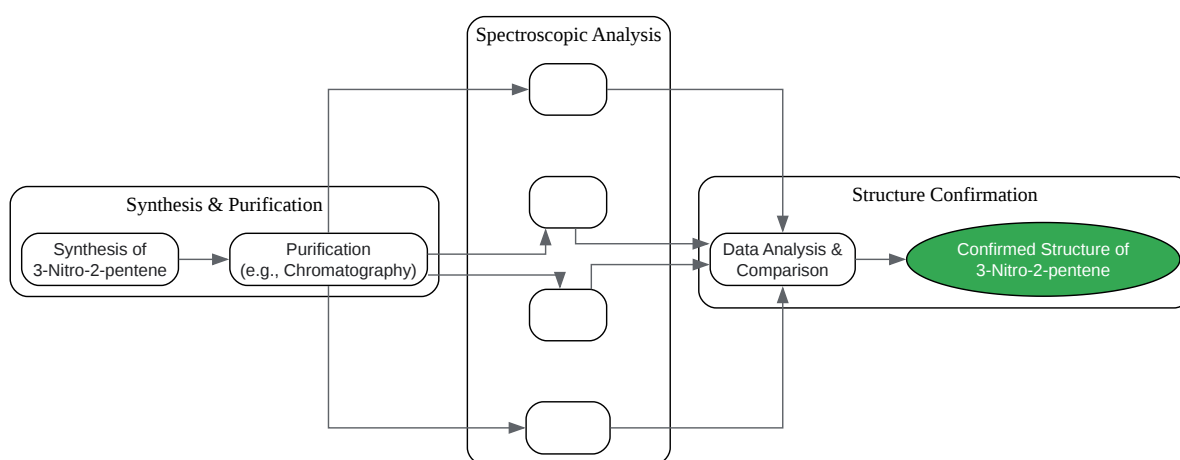 Spectroscopic Analysis
Synthesis & Purification
Synthesis of
3-Nitro-2-pentene
Purification
(e.g., Chromatography)
Structure Confirmation
Data Analysis &
Comparison
Confirmed Structure of
3-Nitro-2-pentene